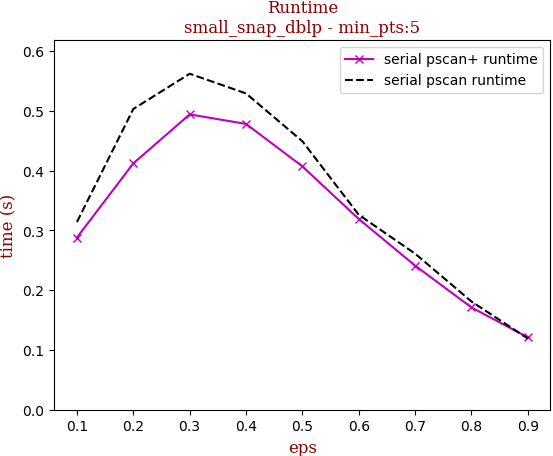 Runtime
small_snap_dblp - min_pts:5
serial pscan+ runtime
serial pscan runtime
time (s)
0.6
0.5
0.4
0.3
0.2
0.1
0.0
0.1 0.2 0.3 0.4 0.5 0.6 0.7 0.8 0.9
eps